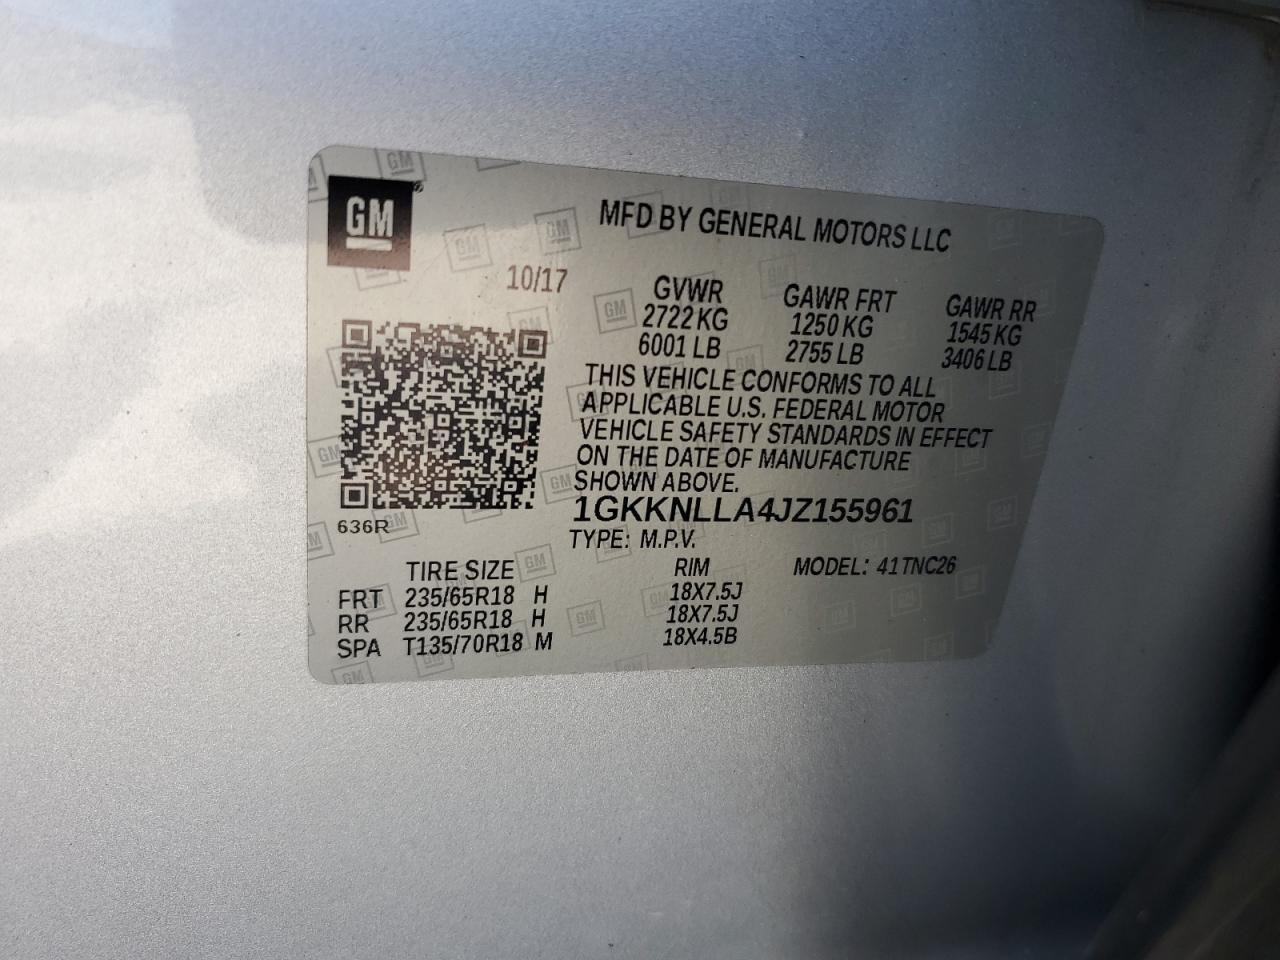 GM
MFD BY GENERAL MOTORS LLC
10/17
GVWR GAWR FRT GAWR RR
2722 KG 1250 KG 1545 KG
6001 LB 2755 LB 3406 LB
THIS VEHICLE CONFORMS TO ALL
APPLICABLE U.S. FEDERAL MOTOR
VEHICLE SAFETY STANDARDS IN EFFECT
ON THE DATE OF MANUFACTURE
SHOWN ABOVE.
1GKKNLLA4JZ155961
636R
TYPE: M.P.V.
TIRE SIZE RIM MODEL: 41TNC26
FRT 235/65R18 H 18X7.5J
RR 235/65R18 H 18X7.5J
SPA T135/70R18 M 18X4.5B